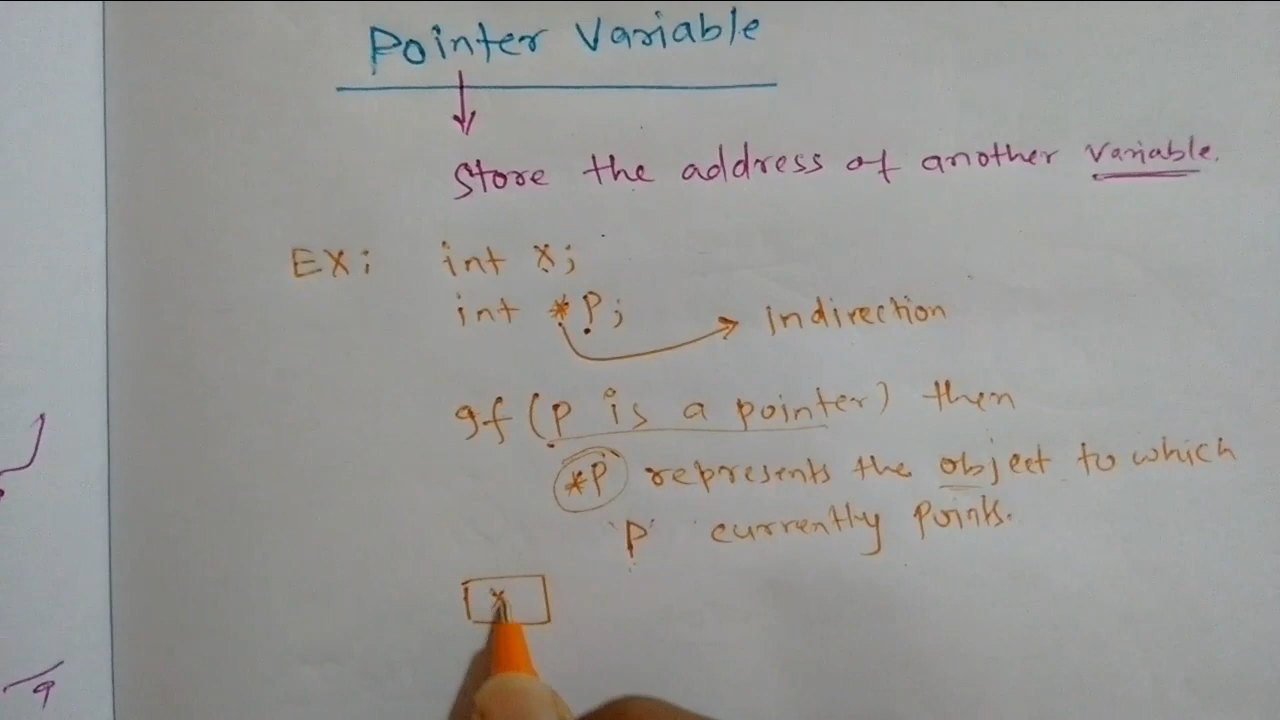 Pointer Variable
Store the address of another variable.
EX: int x;
int *P;
indirection
If (P is a pointer) then
*P represents the object to which
'P' currently points.
x